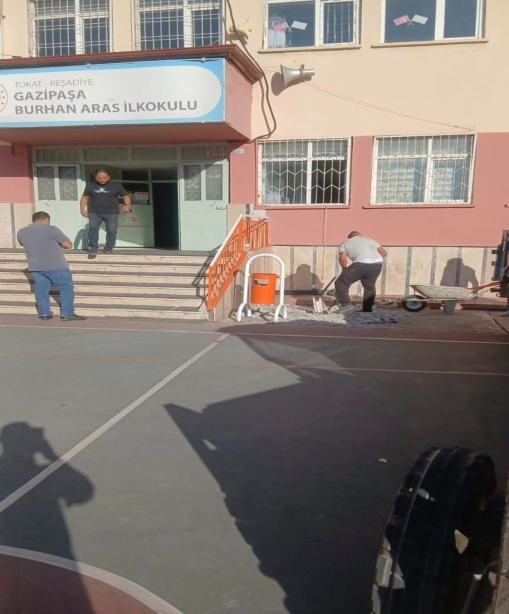 TOKAT - REŞADİYE
GAZİPAŞA
BURHAN ARAS İLKOKULU